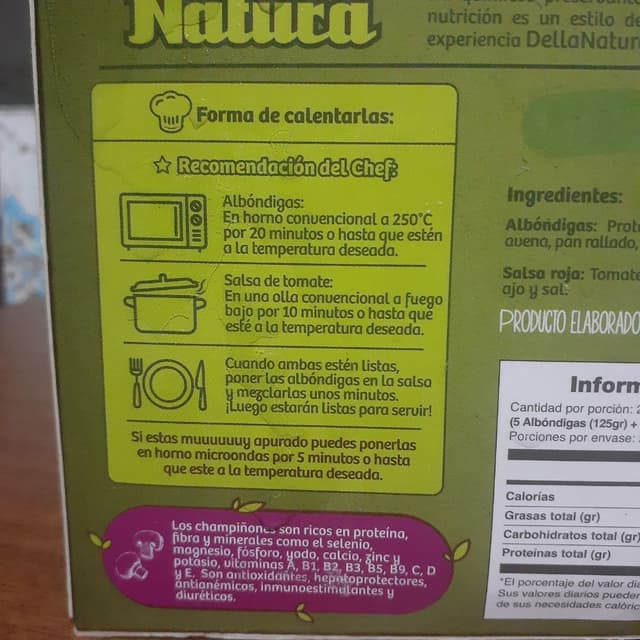 Natura
nutrición es un estilo de
experiencia DellaNatur
Forma de calentarlas:
Recomendación del Chef:
Albóndigas:
En horno convencional a 250°C
por 20 minutos o hasta que estén
a la temperatura deseada.
Salsa de tomate:
En una olla convencional a fuego
bajo por 10 minutos o hasta que
esté a la temperatura deseada.
Cuando ambas estén listas,
poner las albóndigas en la salsa
y mezclarlas unos minutos.
¡Luego estarán listas para servir!
Si estas muuuuuuy apurado puedes ponerlas
en horno microondas por 5 minutos o hasta
que este a la temperatura deseada.
Los champiñones son ricos en proteína,
fibra y minerales como el selenio,
magnesio, fósforo, yodo, calcio, zinc y
potasio, vitaminas A, B1, B2, B3, B5, B9, C, D
y E. Son antioxidantes, hepatoprotectores,
antianémicos, inmunoestimulantes y
diuréticos.
Ingredientes:
Albóndigas: Prot
avena, pan rallado,
Salsa roja: Tomate
ajo y sal.
PRODUCTO ELABORADO
Inform
Cantidad por porción: 2
(5 Albóndigas (125gr) +
Porciones por envase:
Calorías
Grasas total (gr)
Carbohidratos total (gr)
Proteínas total (gr)
*El porcentaje del valor dia
Sus valores diarios pueden
de sus necesidades calóric